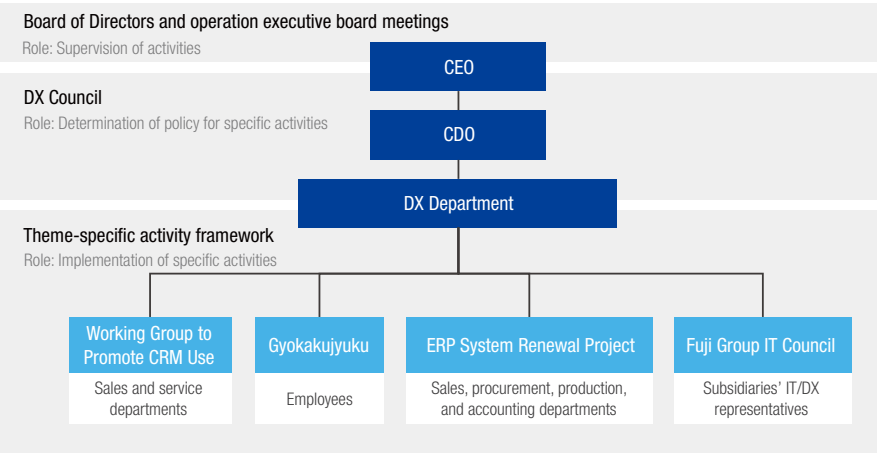 Board of Directors and operation executive board meetings
Role: Supervision of activities
CEO
DX Council
Role: Determination of policy for specific activities
CDO
DX Department
Theme-specific activity framework
Role: Implementation of specific activities
Working Group to
Promote CRM Use
Sales and service
departments
Gyokakujyuku
Employees
ERP System Renewal Project
Sales, procurement, production,
and accounting departments
Fuji Group IT Council
Subsidiaries’ IT/DX
representatives